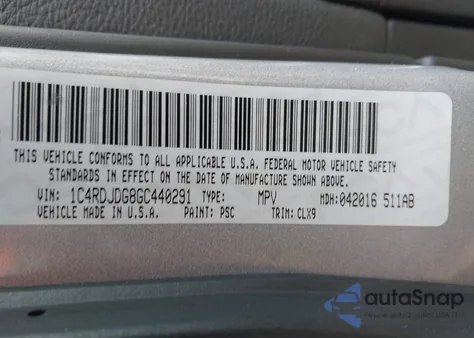 THIS VEHICLE CONFORMS TO ALL APPLICABLE U.S.A. FEDERAL MOTOR VEHICLE SAFETY
STANDARDS IN EFFECT ON THE DATE OF MANUFACTURE SHOWN ABOVE.
VIN: 1C4RDJDG8GC440291 TYPE: MPV MDH: 042016 511AB
VEHICLE MADE IN U.S.A. PAINT: PSC TRIM: CLX9
autoSnap